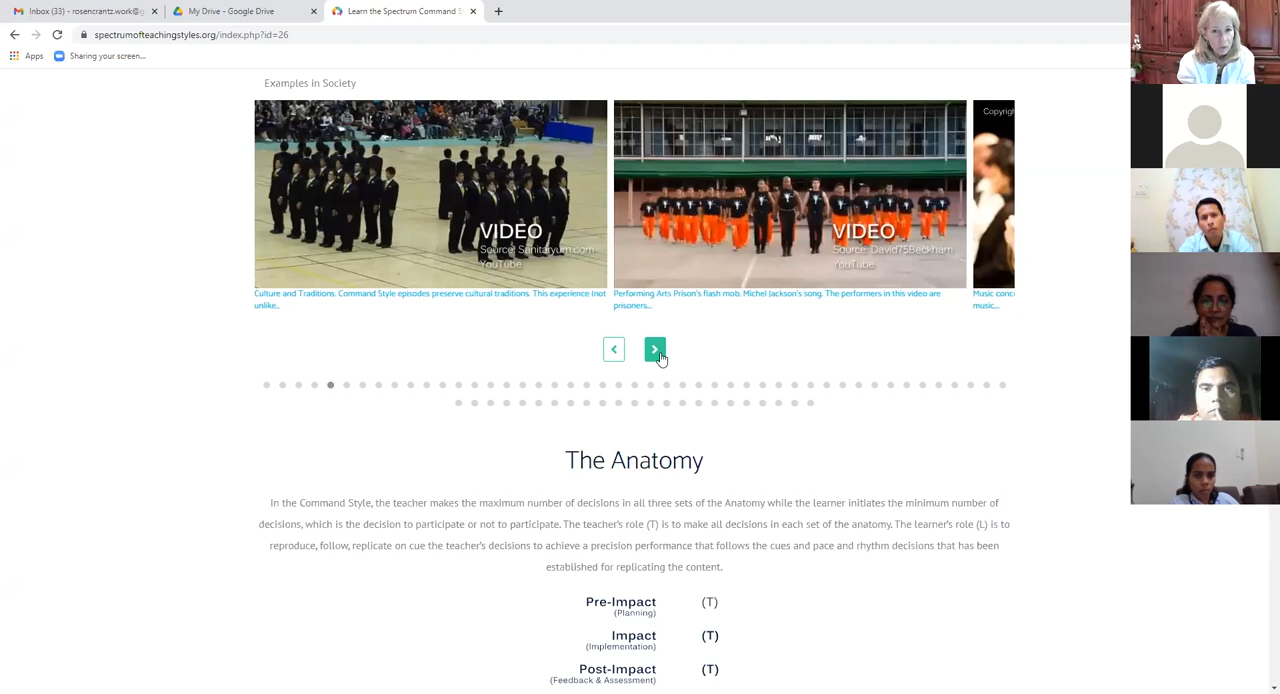 Inbox (33) - rosencrantz.work@g
My Drive - Google Drive
Learn the Spectrum Command S
spectrumofteachingstyles.org/index.php?id=26
Apps
Sharing your screen...
Examples in Society
Copyrigh
VIDEO
Source: Sanitaryum.com
YouTube
VIDEO
Source: David75Beckham
YouTube
Culture and Traditions. Command Style episodes preserve cultural traditions. This experience (not
unlike...
Performing Arts Prison's flash mob. Michel Jackson's song. The performers in this video are
prisoners...
Music conc
music,...
The Anatomy
In the Command Style, the teacher makes the maximum number of decisions in all three sets of the Anatomy while the learner initiates the minimum number of
decisions, which is the decision to participate or not to participate. The teacher's role (T) is to make all decisions in each set of the anatomy. The learner's role (L) is to
reproduce, follow, replicate on cue the teacher's decisions to achieve a precision performance that follows the cues and pace and rhythm decisions that has been
established for replicating the content.
Pre-Impact (T)
(Planning)
Impact (T)
(Implementation)
Post-Impact (T)
(Feedback & Assessment)